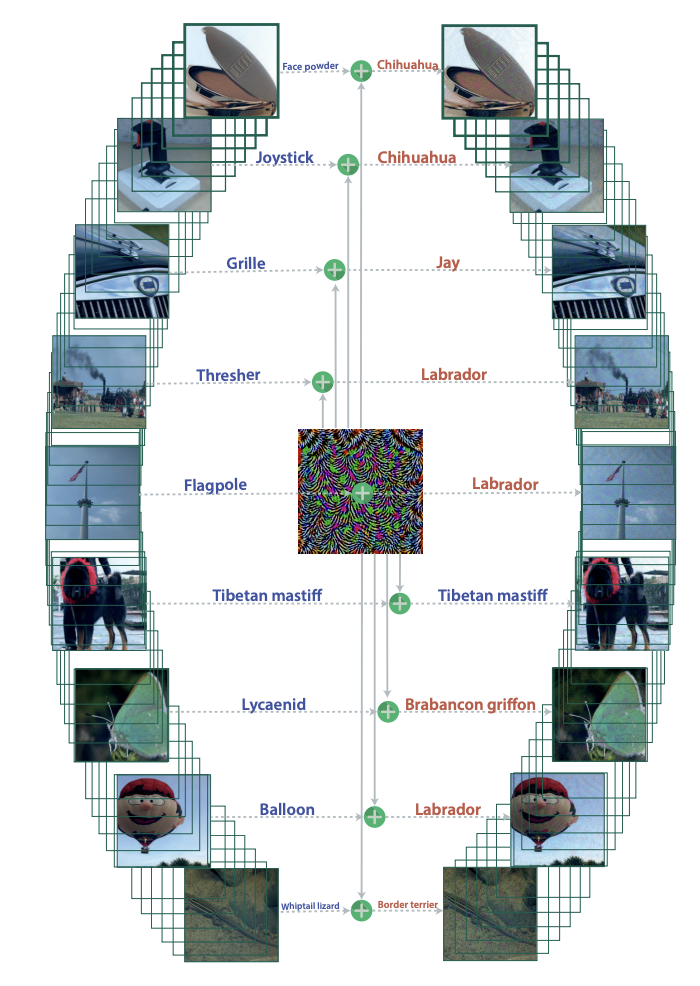 Face powder Chihuahua
Joystick Chihuahua
Grille Jay
Thresher Labrador
Flagpole Labrador
Tibetan mastiff Tibetan mastiff
Lycaenid Brabancon griffon
Balloon Labrador
Whiptail lizard Border terrier